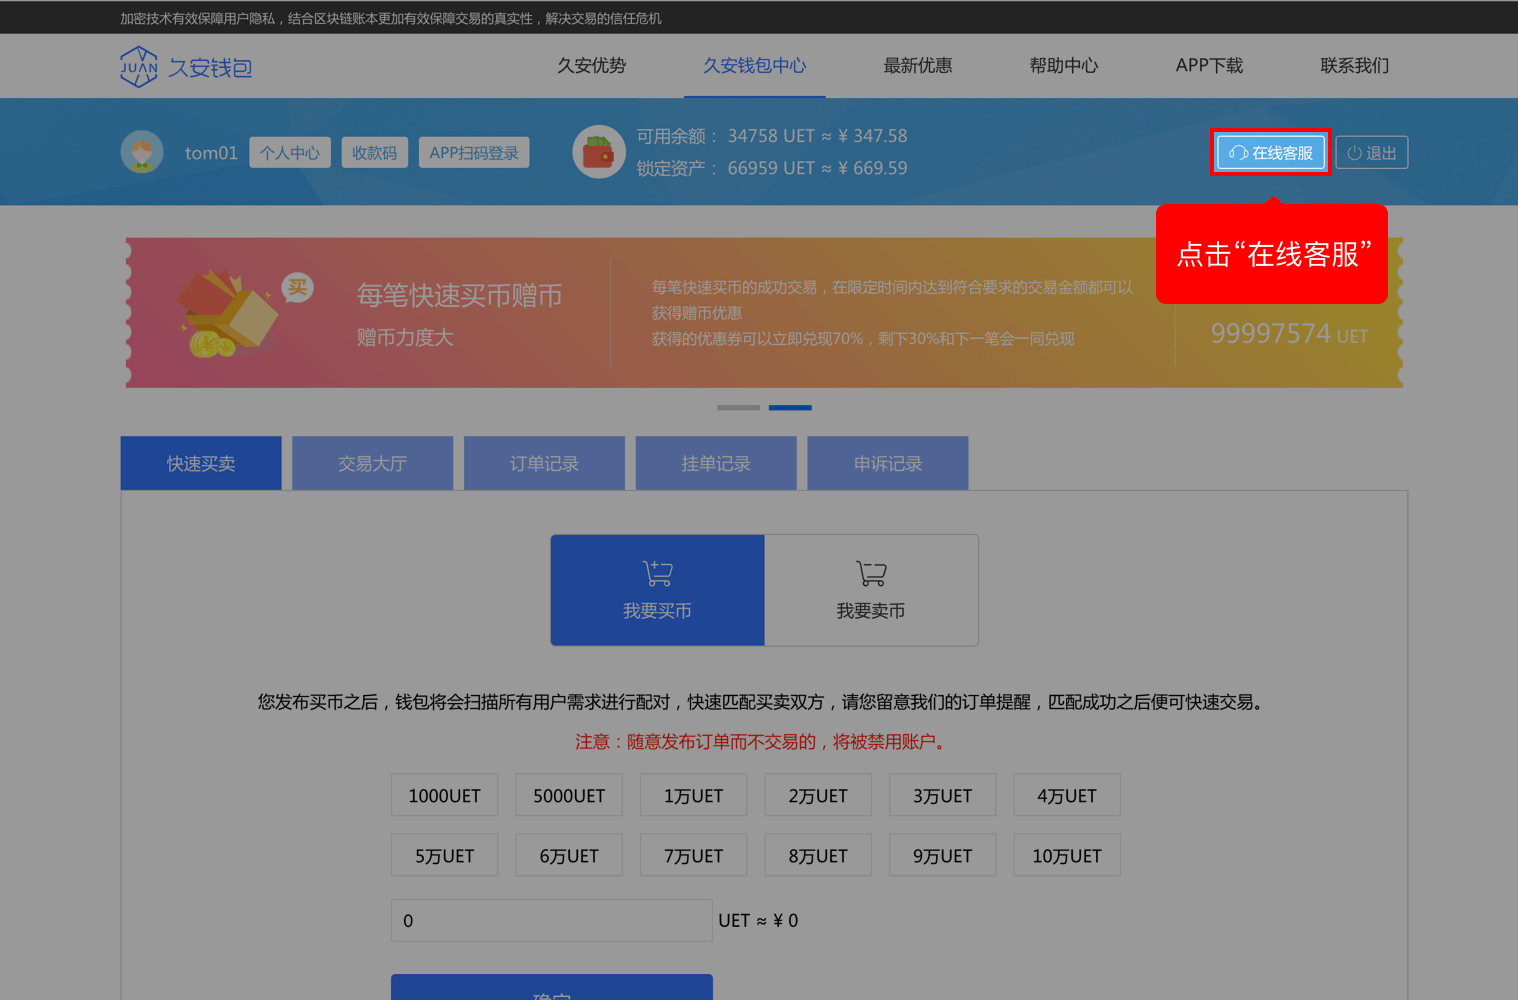 加密技术有效保障用户隐私，结合区块链账本更加有效保障交易的真实性，解决交易的信任危机
JUAN 久安钱包 久安优势 久安钱包中心 最新优惠 帮助中心 APP下载 联系我们
可用余额： 34758 UET ≈ ¥ 347.58
tom01 个人中心 收款码 APP扫码登录 在线客服 退出
锁定资产： 66959 UET ≈ ¥ 669.59
点击“在线客服”
买
每笔快速买币赠币
赠币力度大
每笔快速买币的成功交易，在限定时间内达到符合要求的交易金额都可以
获得赠币优惠
获得的优惠券可以立即兑现70%，剩下30%和下一笔会一同兑现
99997574 UET
快速买卖 交易大厅 订单记录 挂单记录 申诉记录
我要买币 我要卖币
您发布买币之后，钱包将会扫描所有用户需求进行配对，快速匹配买卖双方，请您留意我们的订单提醒，匹配成功之后便可快速交易。
注意：随意发布订单而不交易的，将被禁用账户。
1000UET 5000UET 1万UET 2万UET 3万UET 4万UET
5万UET 6万UET 7万UET 8万UET 9万UET 10万UET
0 UET ≈ ¥ 0
确定